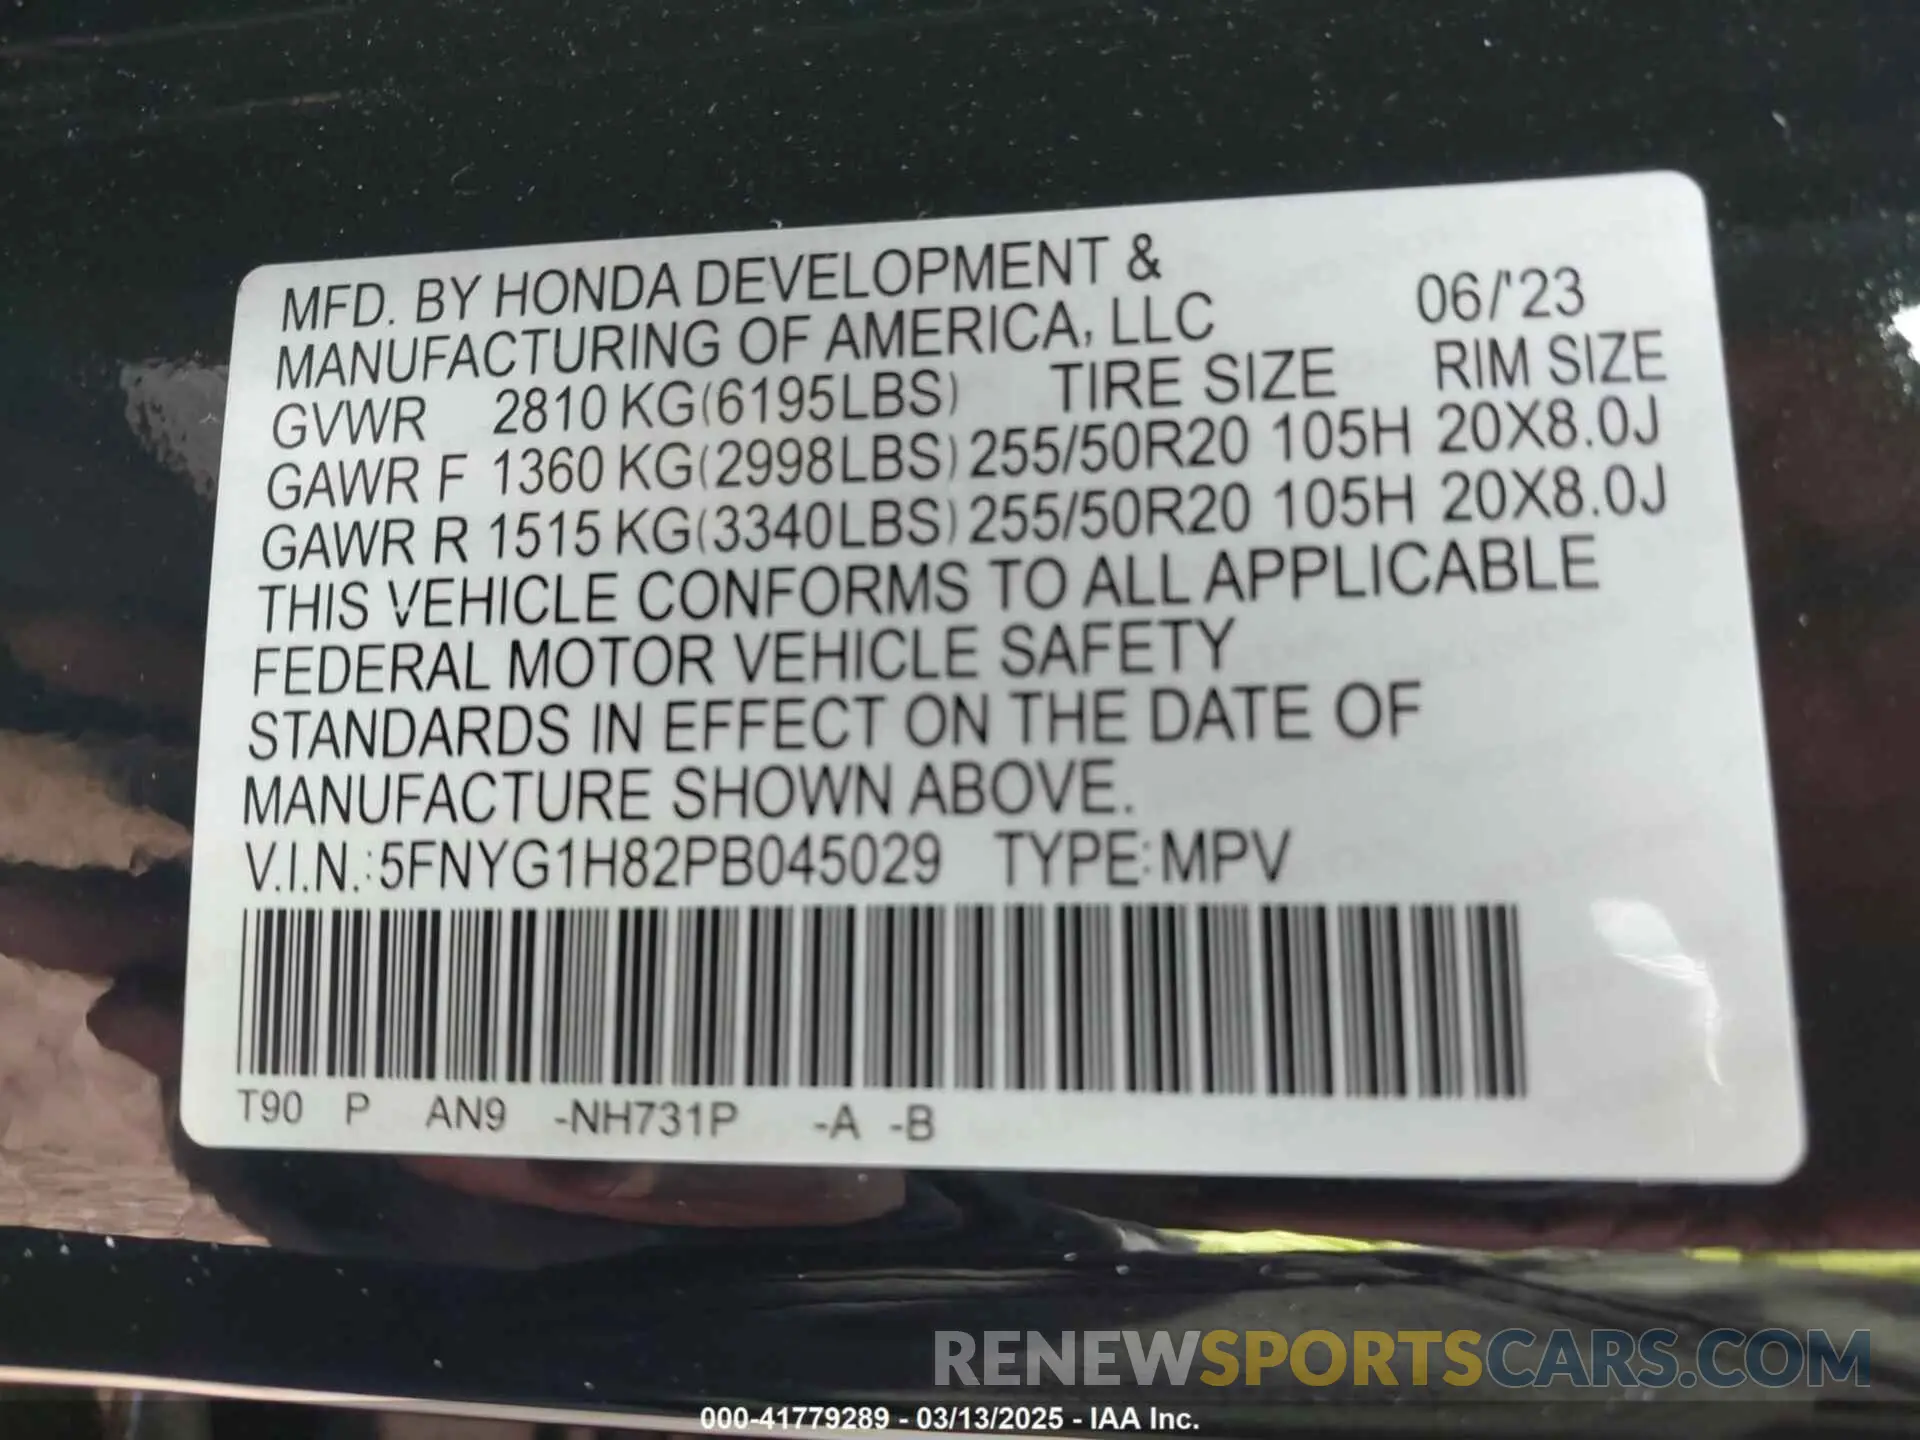 MFD. BY HONDA DEVELOPMENT &
MANUFACTURING OF AMERICA, LLC 06/'23
GVWR 2810 KG(6195LBS) TIRE SIZE RIM SIZE
GAWR F 1360 KG(2998LBS) 255/50R20 105H 20X8.0J
GAWR R 1515 KG(3340LBS) 255/50R20 105H 20X8.0J
THIS VEHICLE CONFORMS TO ALL APPLICABLE
FEDERAL MOTOR VEHICLE SAFETY
STANDARDS IN EFFECT ON THE DATE OF
MANUFACTURE SHOWN ABOVE.
V.I.N.:5FNYG1H82PB045029 TYPE:MPV
T90 P AN9 -NH731P -A -B
RENEWSPORTSCARS.COM
000-41779289 - 03/13/2025 - IAA Inc.